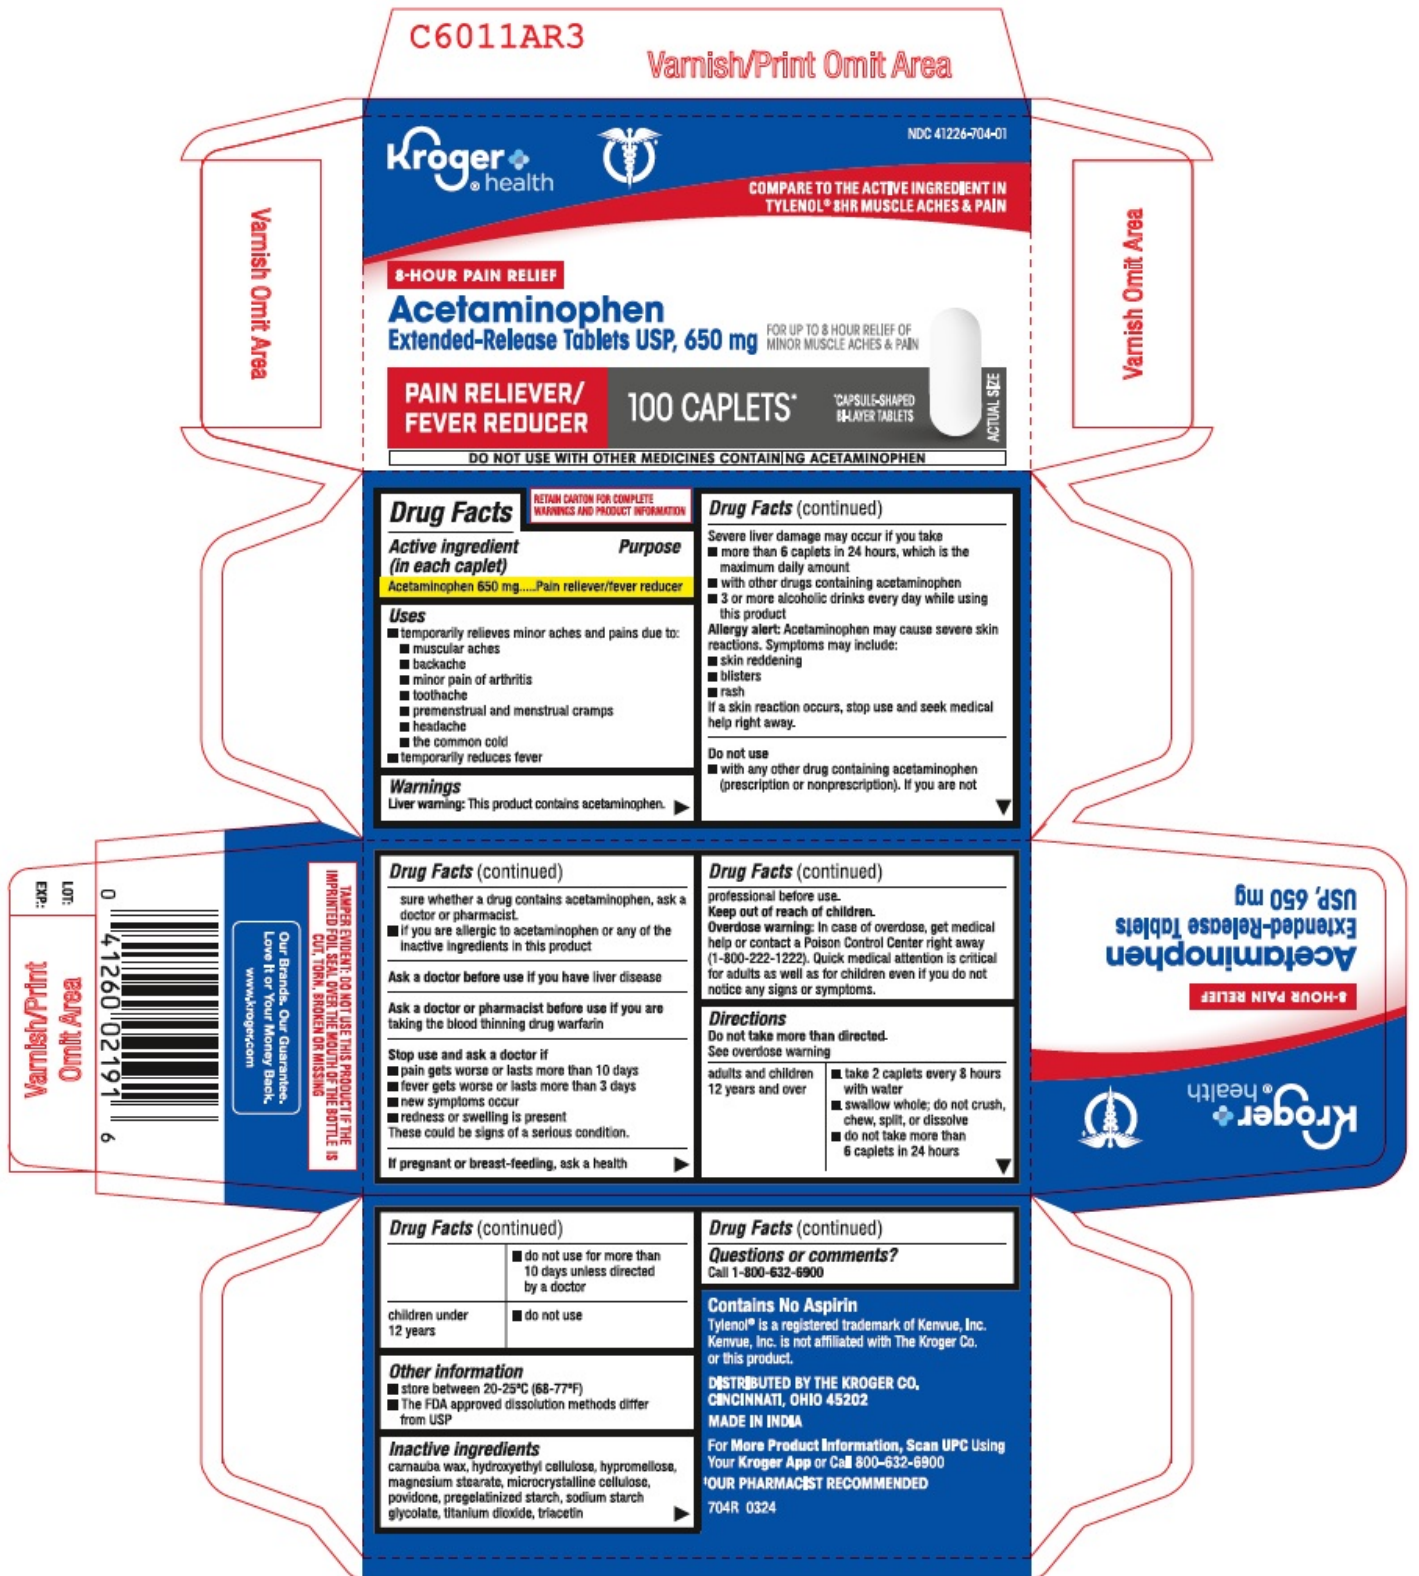 C6011AR3
Varnish/Print Omit Area
Varnish Omit Area
Varnish Omit Area
Kroger
® health
NDC 41226-704-01
COMPARE TO THE ACTIVE INGREDIENT IN
TYLENOL® 8HR MUSCLE ACHES & PAIN
8-HOUR PAIN RELIEF
Acetaminophen
Extended-Release Tablets USP, 650 mg
FOR UP TO 8 HOUR RELIEF OF
MINOR MUSCLE ACHES & PAIN
PAIN RELIEVER/
FEVER REDUCER
100 CAPLETS*
*CAPSULE-SHAPED
BI-LAYER TABLETS
ACTUAL SIZE
DO NOT USE WITH OTHER MEDICINES CONTAINING ACETAMINOPHEN
Drug Facts
RETAIN CARTON FOR COMPLETE
WARNINGS AND PRODUCT INFORMATION
Active ingredient Purpose
(in each caplet)
Acetaminophen 650 mg.....Pain reliever/fever reducer
Uses
■ temporarily relieves minor aches and pains due to:
■ muscular aches
■ backache
■ minor pain of arthritis
■ toothache
■ premenstrual and menstrual cramps
■ headache
■ the common cold
■ temporarily reduces fever
Warnings
Liver warning: This product contains acetaminophen.
Drug Facts (continued)
Severe liver damage may occur if you take
■ more than 6 caplets in 24 hours, which is the
maximum daily amount
■ with other drugs containing acetaminophen
■ 3 or more alcoholic drinks every day while using
this product
Allergy alert: Acetaminophen may cause severe skin
reactions. Symptoms may include:
■ skin reddening
■ blisters
■ rash
If a skin reaction occurs, stop use and seek medical
help right away.
Do not use
■ with any other drug containing acetaminophen
(prescription or nonprescription). If you are not
Drug Facts (continued)
sure whether a drug contains acetaminophen, ask a
doctor or pharmacist.
■ if you are allergic to acetaminophen or any of the
inactive ingredients in this product
Ask a doctor before use if you have liver disease
Ask a doctor or pharmacist before use if you are
taking the blood thinning drug warfarin
Stop use and ask a doctor if
■ pain gets worse or lasts more than 10 days
■ fever gets worse or lasts more than 3 days
■ new symptoms occur
■ redness or swelling is present
These could be signs of a serious condition.
If pregnant or breast-feeding, ask a health
Drug Facts (continued)
professional before use.
Keep out of reach of children.
Overdose warning: In case of overdose, get medical
help or contact a Poison Control Center right away
(1-800-222-1222). Quick medical attention is critical
for adults as well as for children even if you do not
notice any signs or symptoms.
Directions
Do not take more than directed.
See overdose warning
adults and children
12 years and over
■ take 2 caplets every 8 hours
with water
■ swallow whole; do not crush,
chew, split, or dissolve
■ do not take more than
6 caplets in 24 hours
Drug Facts (continued)
■ do not use for more than
10 days unless directed
by a doctor
children under
12 years
■ do not use
Other information
■ store between 20-25°C (68-77°F)
■ The FDA approved dissolution methods differ
from USP
Inactive ingredients
carnauba wax, hydroxyethyl cellulose, hypromellose,
magnesium stearate, microcrystalline cellulose,
povidone, pregelatinized starch, sodium starch
glycolate, titanium dioxide, triacetin
Drug Facts (continued)
Questions or comments?
Call 1-800-632-6900
Contains No Aspirin
Tylenol® is a registered trademark of Kenvue, Inc.
Kenvue, Inc. is not affiliated with The Kroger Co.
or this product.
DISTRIBUTED BY THE KROGER CO.
CINCINNATI, OHIO 45202
MADE IN INDIA
For More Product Information, Scan UPC Using
Your Kroger App or Call 800-632-6900
†OUR PHARMACIST RECOMMENDED
704R 0324
TAMPER EVIDENT: DO NOT USE THIS PRODUCT IF THE
IMPRINTED FOIL SEAL OVER THE MOUTH OF THE BOTTLE IS
CUT, TORN, BROKEN OR MISSING
Our Brands. Our Guarantee.
Love It or Your Money Back.
www.kroger.com
0 41260 02191 6
LOT:
EXP.:
Varnish/Print
Omit Area
Kroger
® health
8-HOUR PAIN RELIEF
Acetaminophen
Extended-Release Tablets
USP, 650 mg